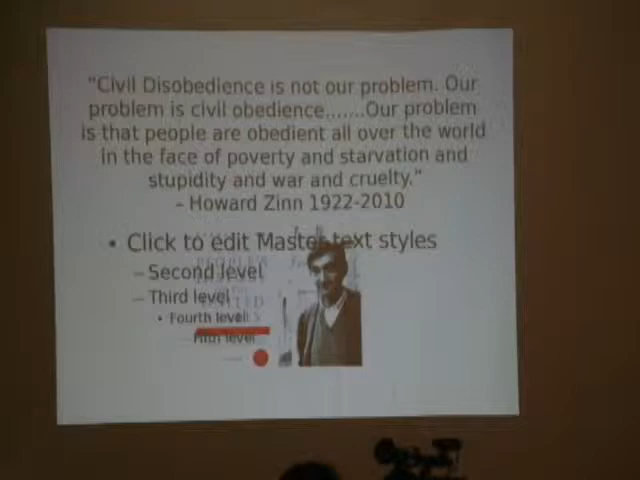 "Civil Disobedience is not our problem. Our
problem is civil obedience.......Our problem
is that people are obedient all over the world
in the face of poverty and starvation and
stupidity and war and cruelty."
– Howard Zinn 1922-2010
• Click to edit Master text styles
– Second level
– Third level
• Fourth level
– Fifth level